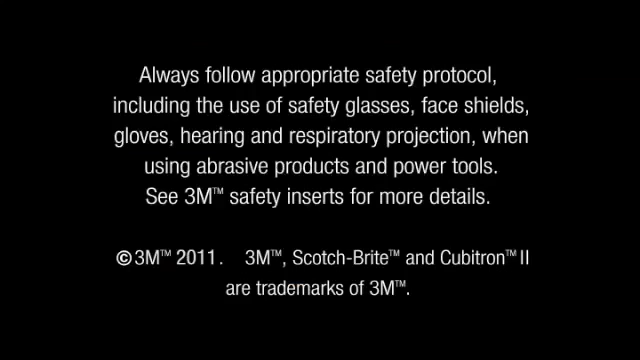 Always follow appropriate safety protocol,
including the use of safety glasses, face shields,
gloves, hearing and respiratory projection, when
using abrasive products and power tools.
See 3M™ safety inserts for more details.
©3M™ 2011. 3M™, Scotch-Brite™ and Cubitron™ II
are trademarks of 3M™.